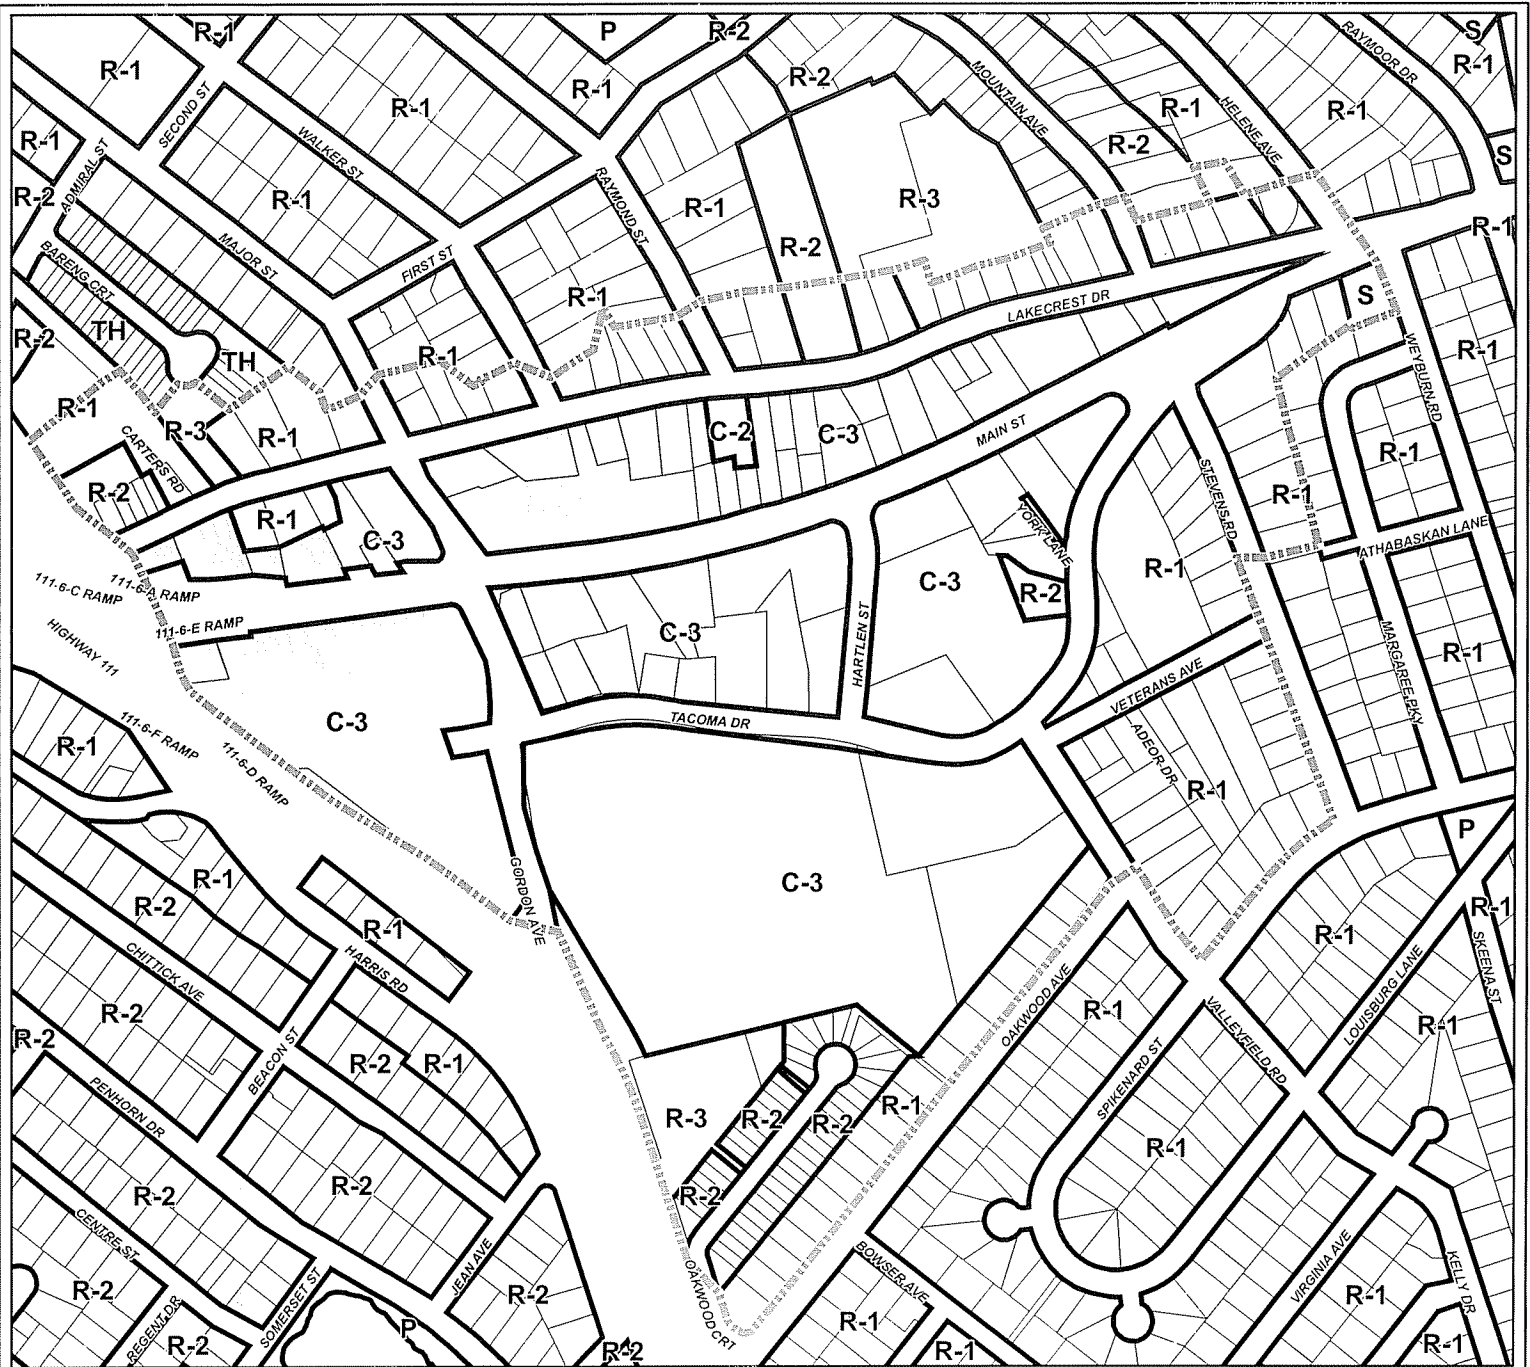 R-1
P
R-2
S
R-1
R-1
R-2
RAYMOOR DR
R-1
R-1
SECOND ST
WALKER ST
R-1
MOUNTAIN AVE
R-1
HELENE AVE
R-1
R-1
ADMIRAL ST
R-2
S
R-2
R-1
RAYMOND ST
R-1
R-3
R-1
BARENG CRT
MAJOR ST
FIRST ST
R-2
R-1
LAKECREST DR
S
R-2
TH
TH
R-1
WEYBURN RD
R-1
R-1
CARTERS RD
R-3
R-1
C-2
C-3
MAIN ST
R-1
R-2
R-1
C-3
STEVENS RD
R-1
YORK LANE
ATHABASKAN LANE
111-6-C RAMP
111-6-A RAMP
C-3
R-2
R-1
HIGHWAY 111
111-6-E RAMP
C-3
HARTLEN ST
MARGAREE PKY
R-1
VETERANS AVE
C-3
TACOMA DR
R-1
111-6-F RAMP
111-6-D RAMP
ADEOR DR
R-1
P
GORDON AVE
C-3
R-1
R-2
R-1
R-1
R-1
HARRIS RD
CHITTICK AVE
SKEENA ST
LOUISBURG LANE
R-2
OAKWOOD AVE
R-1
VALLEYFIELD RD
R-1
R-2
BEACON ST
R-2
R-1
SPIKENARD ST
PENHORN DR
R-3
R-2
R-2
R-1
R-1
R-2
R-2
R-2
CENTRE ST
JEAN AVE
OAKWOOD CRT
BOWSER AVE
VIRGINIA AVE
KELLY DR
R-2
REGENT DR
R-2
SOMERSET ST
P
R-2
R-2
R-1
R-1
R-1
R-1